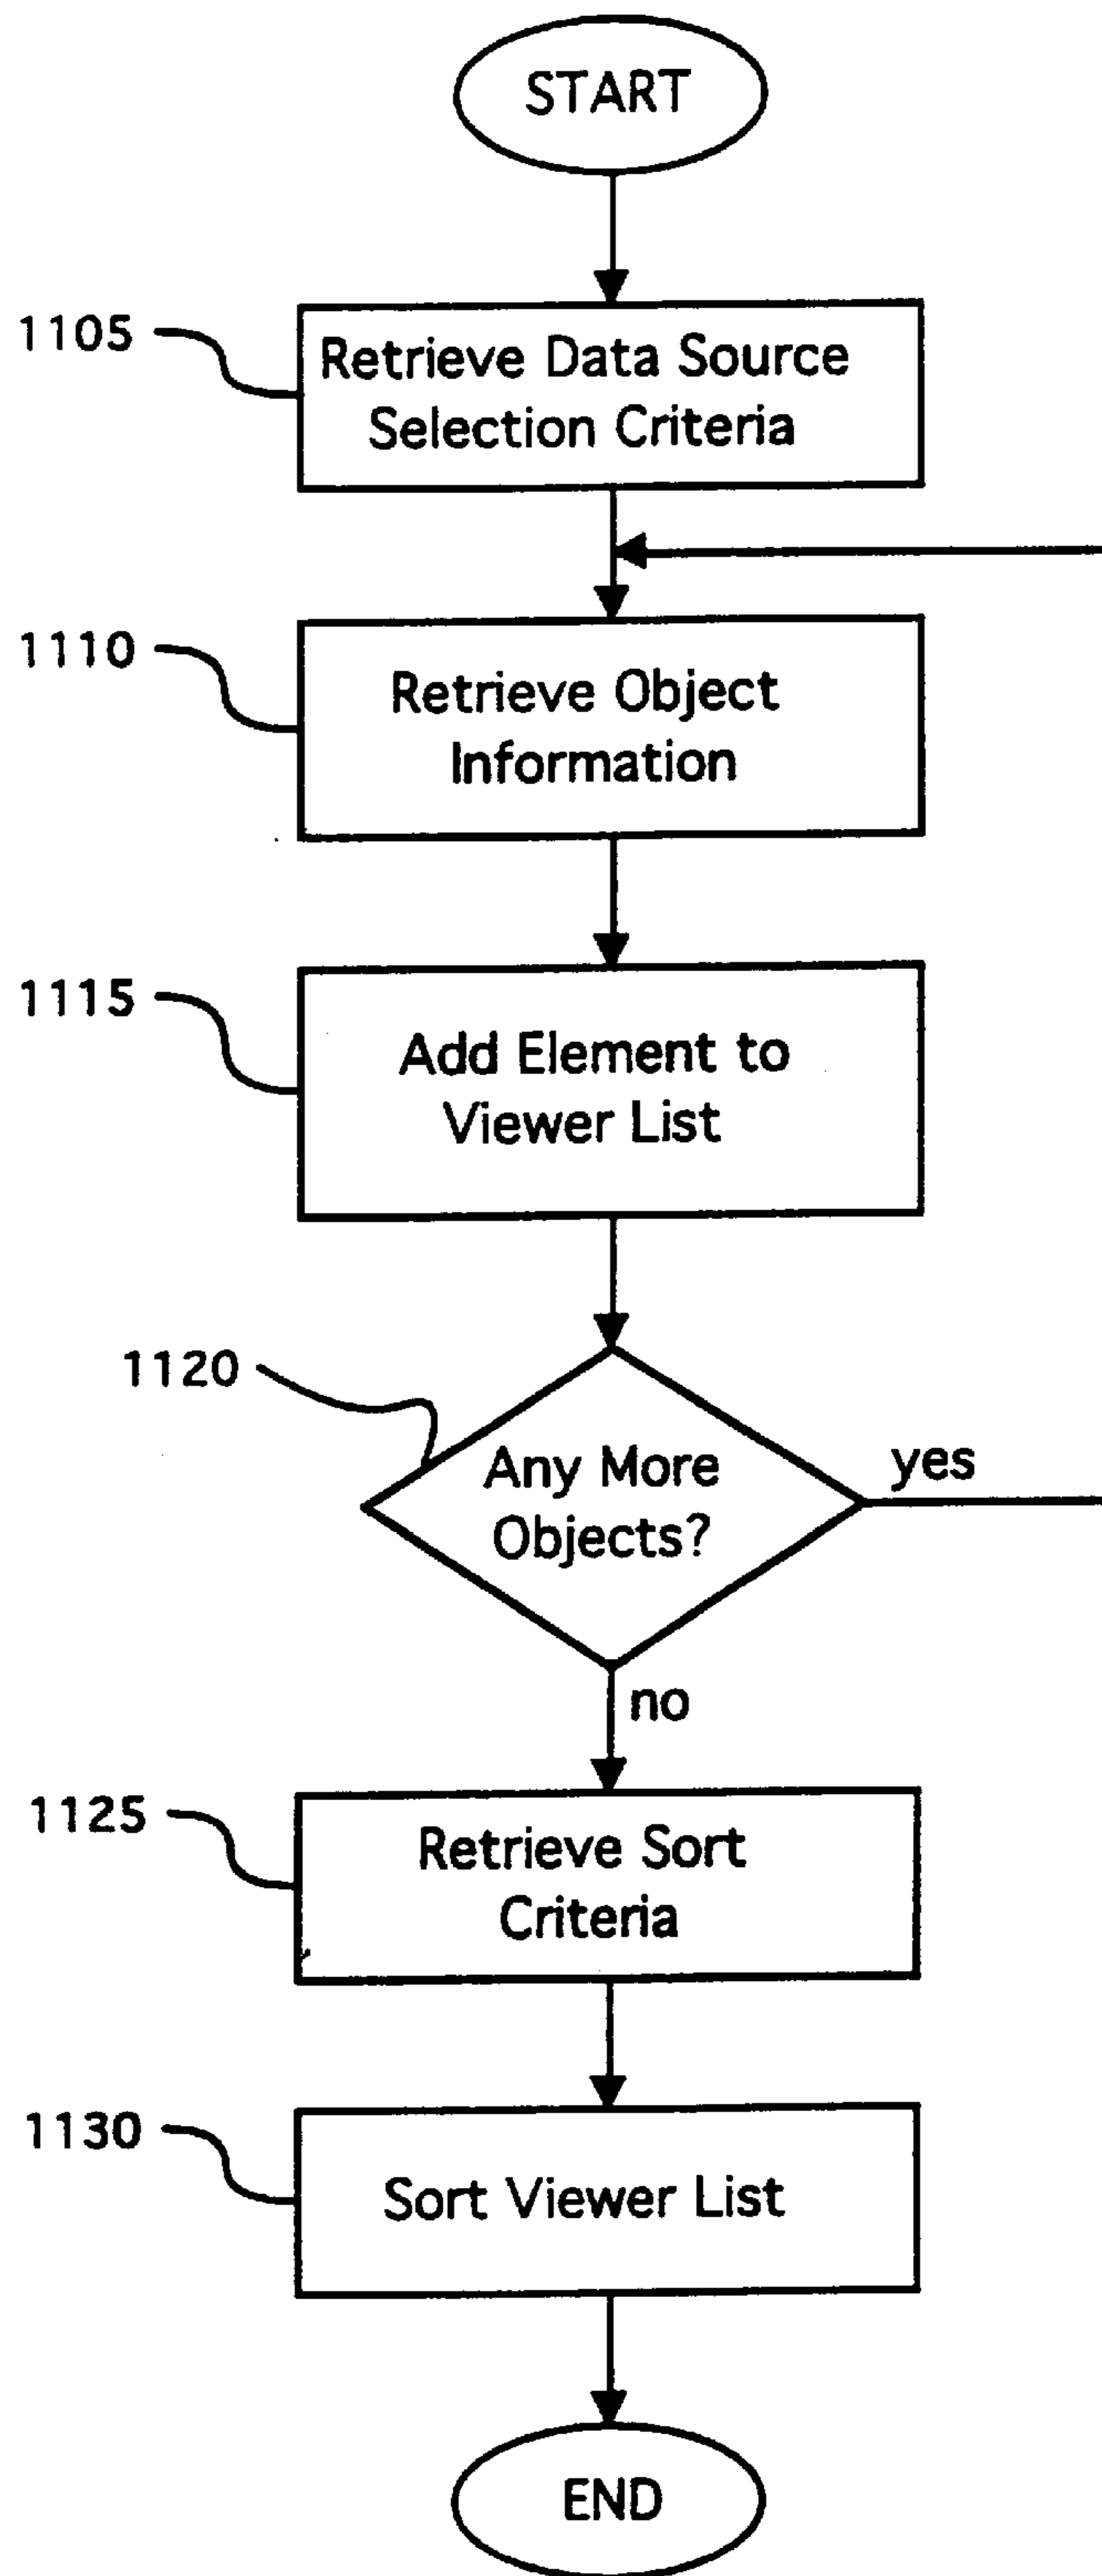 START
1105
Retrieve Data Source
Selection Criteria
1110
Retrieve Object
Information
1115
Add Element to
Viewer List
1120
Any More
Objects?
yes
no
1125
Retrieve Sort
Criteria
1130
Sort Viewer List
END